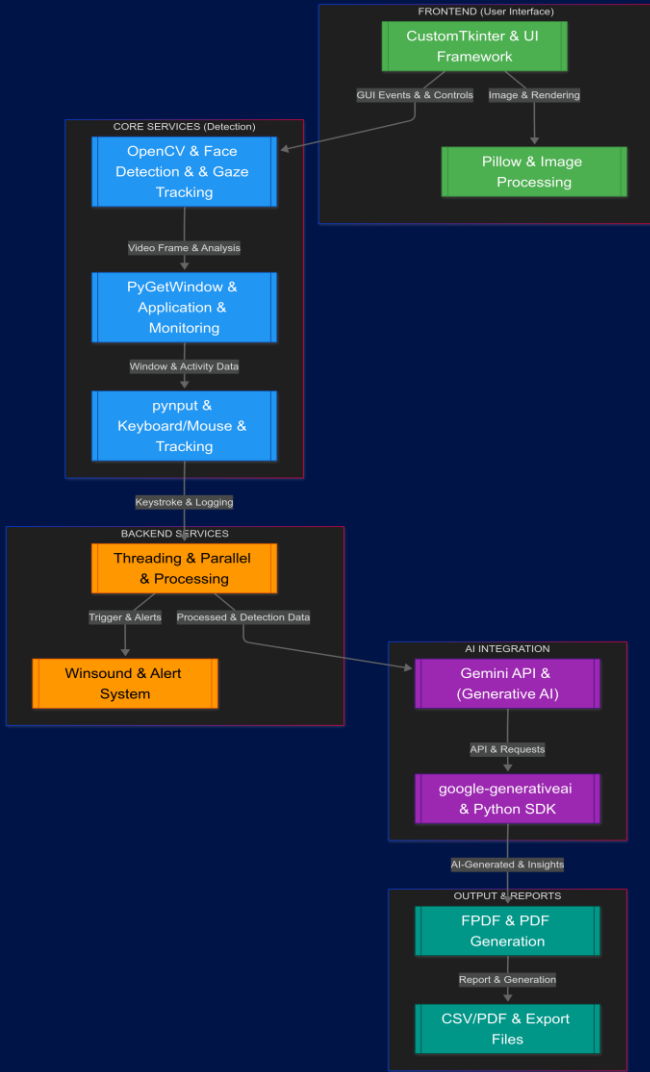 FRONTEND (User Interface)
CustomTkinter & UI
Framework
GUI Events & & Controls
Image & Rendering
Pillow & Image
Processing
CORE SERVICES (Detection)
OpenCV & Face
Detection & & Gaze
Tracking
Video Frame & Analysis
PyGetWindow &
Application &
Monitoring
Window & Activity Data
pynput &
Keyboard/Mouse &
Tracking
Keystroke & Logging
BACKEND SERVICES
Threading & Parallel
& Processing
Trigger & Alerts
Processed & Detection Data
Winsound & Alert
System
AI INTEGRATION
Gemini API &
(Generative AI)
API & Requests
google-generativeai
& Python SDK
AI-Generated & Insights
OUTPUT & REPORTS
FPDF & PDF
Generation
Report & Generation
CSV/PDF & Export
Files